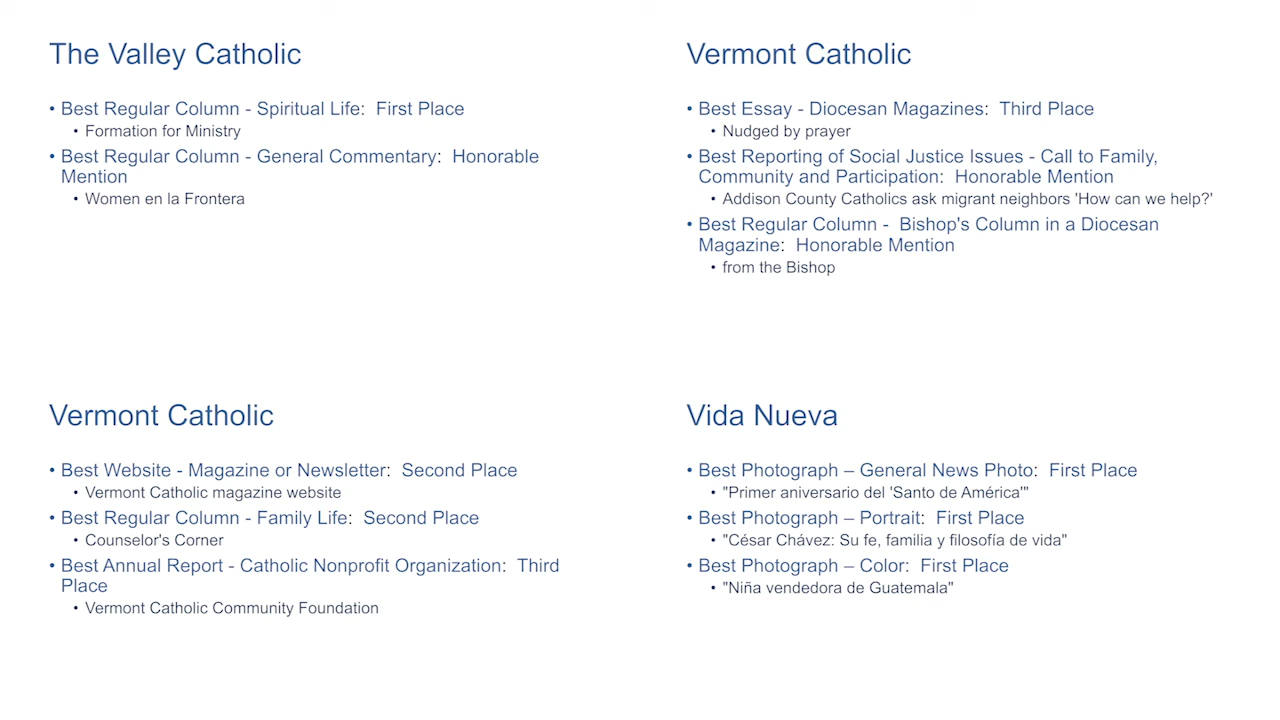 The Valley Catholic
• Best Regular Column - Spiritual Life:  First Place
• Formation for Ministry
• Best Regular Column - General Commentary:  Honorable
Mention
• Women en la Frontera
Vermont Catholic
• Best Essay - Diocesan Magazines:  Third Place
• Nudged by prayer
• Best Reporting of Social Justice Issues - Call to Family,
Community and Participation:  Honorable Mention
• Addison County Catholics ask migrant neighbors 'How can we help?'
• Best Regular Column -  Bishop's Column in a Diocesan
Magazine:  Honorable Mention
• from the Bishop
Vermont Catholic
• Best Website - Magazine or Newsletter:  Second Place
• Vermont Catholic magazine website
• Best Regular Column - Family Life:  Second Place
• Counselor's Corner
• Best Annual Report - Catholic Nonprofit Organization:  Third
Place
• Vermont Catholic Community Foundation
Vida Nueva
• Best Photograph – General News Photo:  First Place
• "Primer aniversario del 'Santo de América'"
• Best Photograph – Portrait:  First Place
• "César Chávez: Su fe, familia y filosofía de vida"
• Best Photograph – Color:  First Place
• "Niña vendedora de Guatemala"